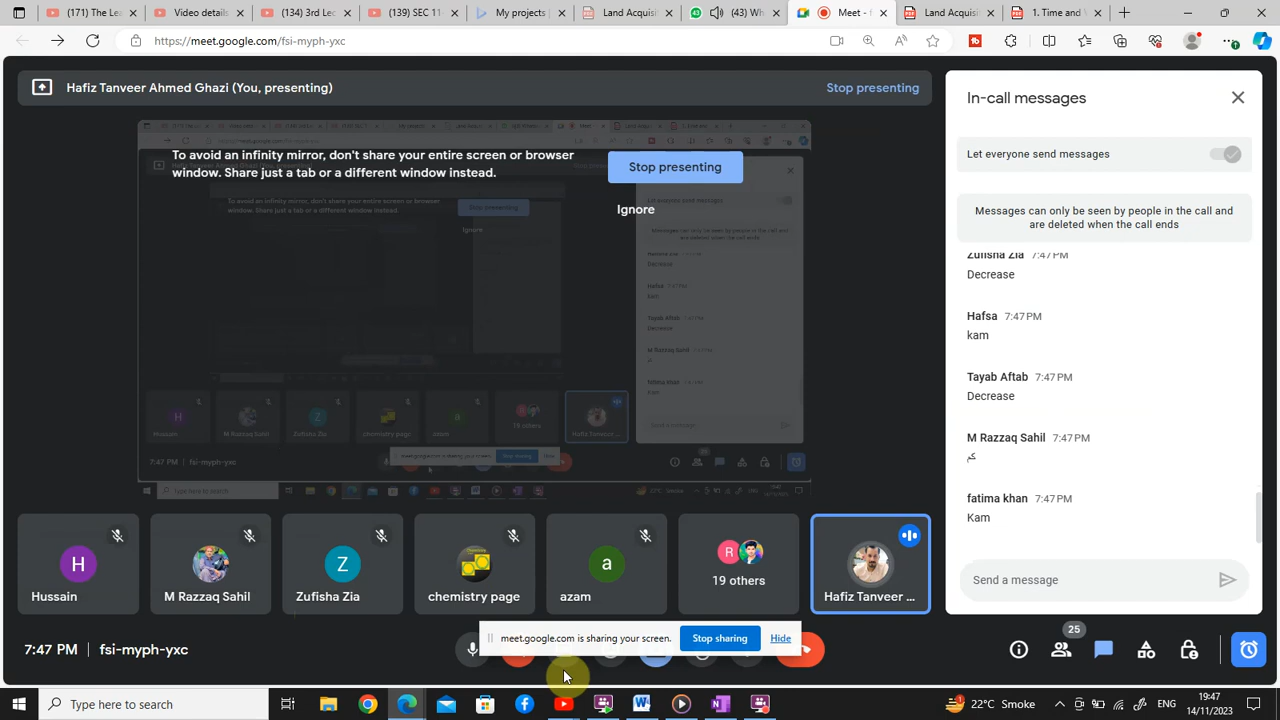 (171) The Le
Video details
(134) 3rd Lec
(139) SEC 11
My projects
Land Acquisi
(43) Wh
Meet - f
Land Acquisi
1. Time and V
https://meet.google.com/fsi-myph-yxc
Hafiz Tanveer Ahmed Ghazi (You, presenting)
Stop presenting
To avoid an infinity mirror, don't share your entire screen or browser
window. Share just a tab or a different window instead.
Stop presenting
Ignore
In-call messages
Let everyone send messages
Messages can only be seen by people in the call and
are deleted when the call ends
Zufisha Zia 7:47 PM
Decrease
Hafsa 7:47 PM
kam
Tayab Aftab 7:47 PM
Decrease
M Razzaq Sahil 7:47 PM
کم
fatima khan 7:47 PM
Kam
Send a message
H
Hussain
M Razzaq Sahil
Z
Zufisha Zia
chemistry page
a
azam
R
19 others
Hafiz Tanveer ...
meet.google.com is sharing your screen.
Stop sharing
Hide
7:47 PM
fsi-myph-yxc
25
Type here to search
22°C Smoke
19:47
14/11/2023